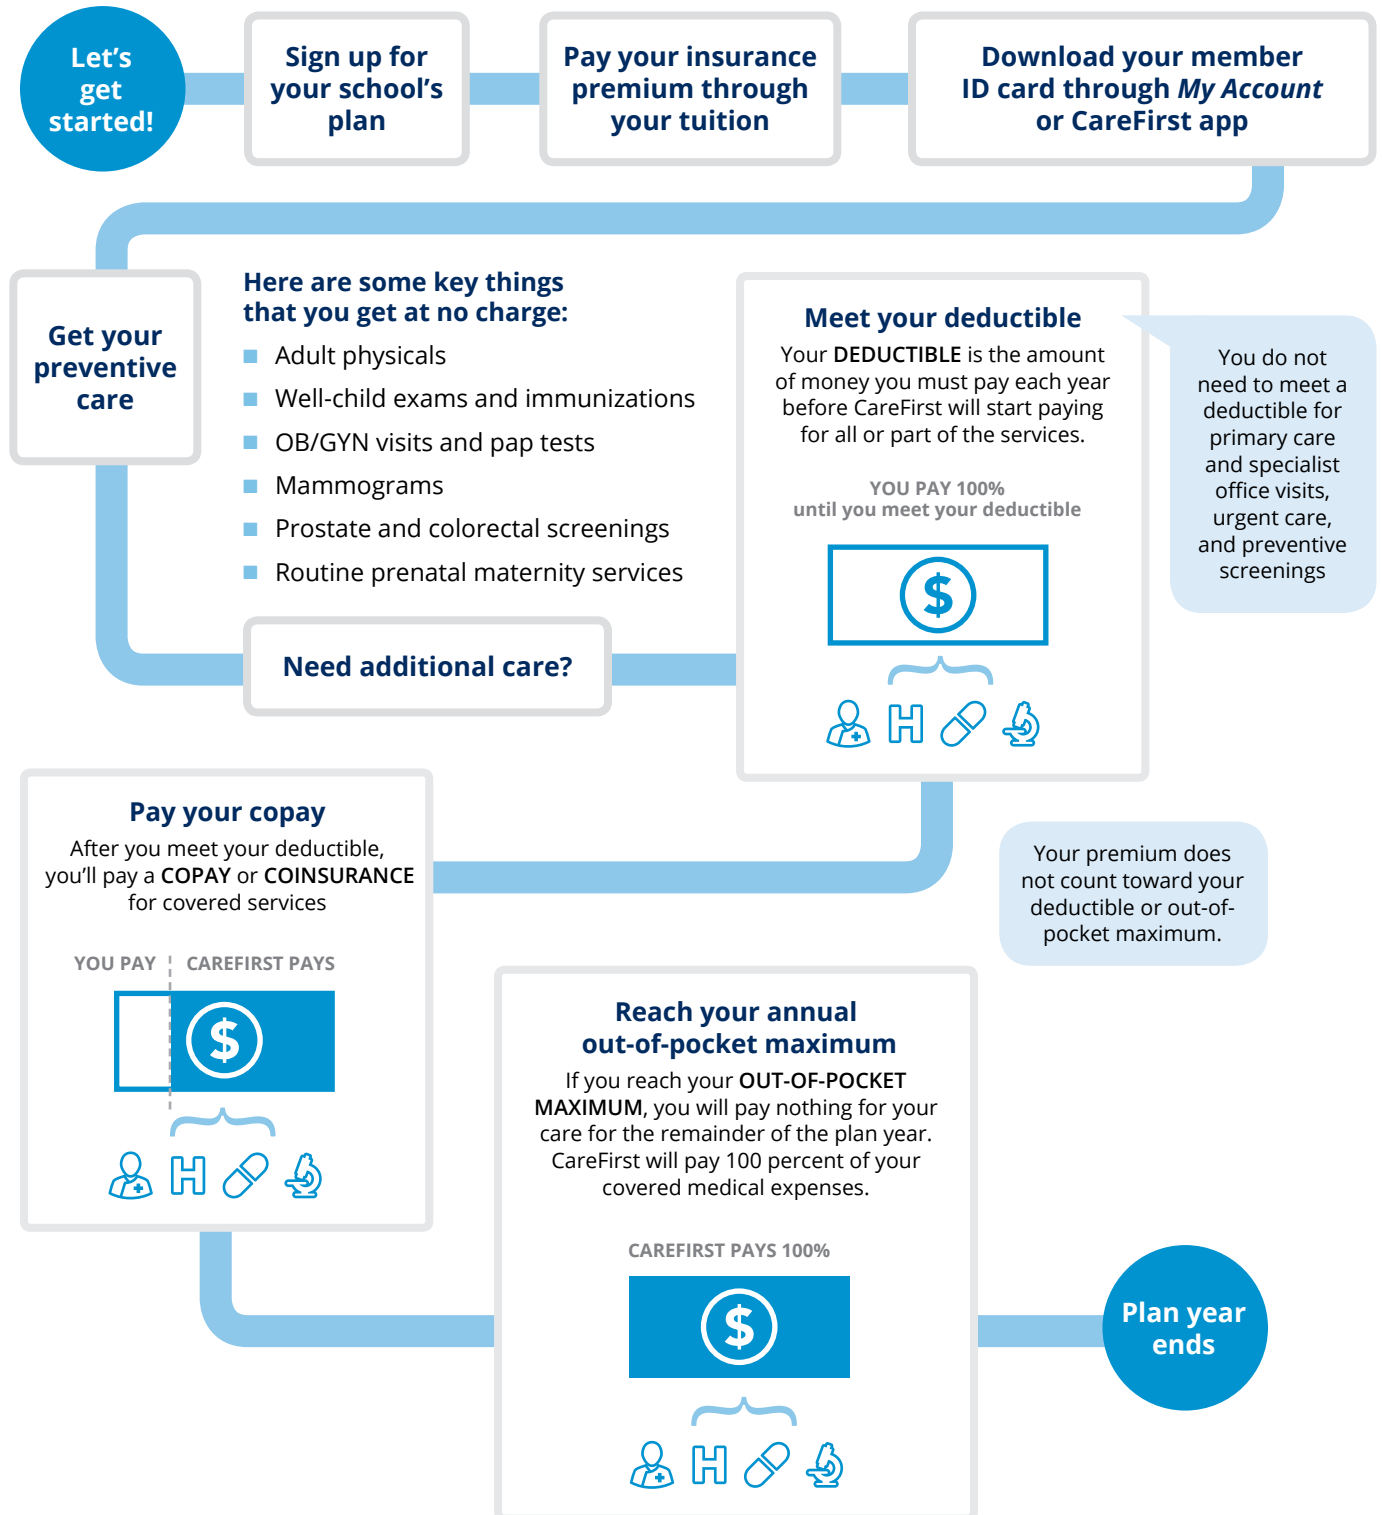 Let's
get
started!
Sign up for
your school's
plan
Pay your insurance
premium through
your tuition
Download your member
ID card through My Account
or CareFirst app
Get your
preventive
care
Here are some key things
that you get at no charge:
Adult physicals
Well-child exams and immunizations
OB/GYN visits and pap tests
Mammograms
Prostate and colorectal screenings
Routine prenatal maternity services
Need additional care?
Meet your deductible
Your DEDUCTIBLE is the amount
of money you must pay each year
before CareFirst will start paying
for all or part of the services.
YOU PAY 100%
until you meet your deductible
$
H
You do not
need to meet a
deductible for
primary care
and specialist
office visits,
urgent care,
and preventive
screenings
Pay your copay
After you meet your deductible,
you'll pay a COPAY or COINSURANCE
for covered services
YOU PAY CAREFIRST PAYS
$
H
Your premium does
not count toward your
deductible or out-of-
pocket maximum.
Reach your annual
out-of-pocket maximum
If you reach your OUT-OF-POCKET
MAXIMUM, you will pay nothing for your
care for the remainder of the plan year.
CareFirst will pay 100 percent of your
covered medical expenses.
CAREFIRST PAYS 100%
$
H
Plan year
ends